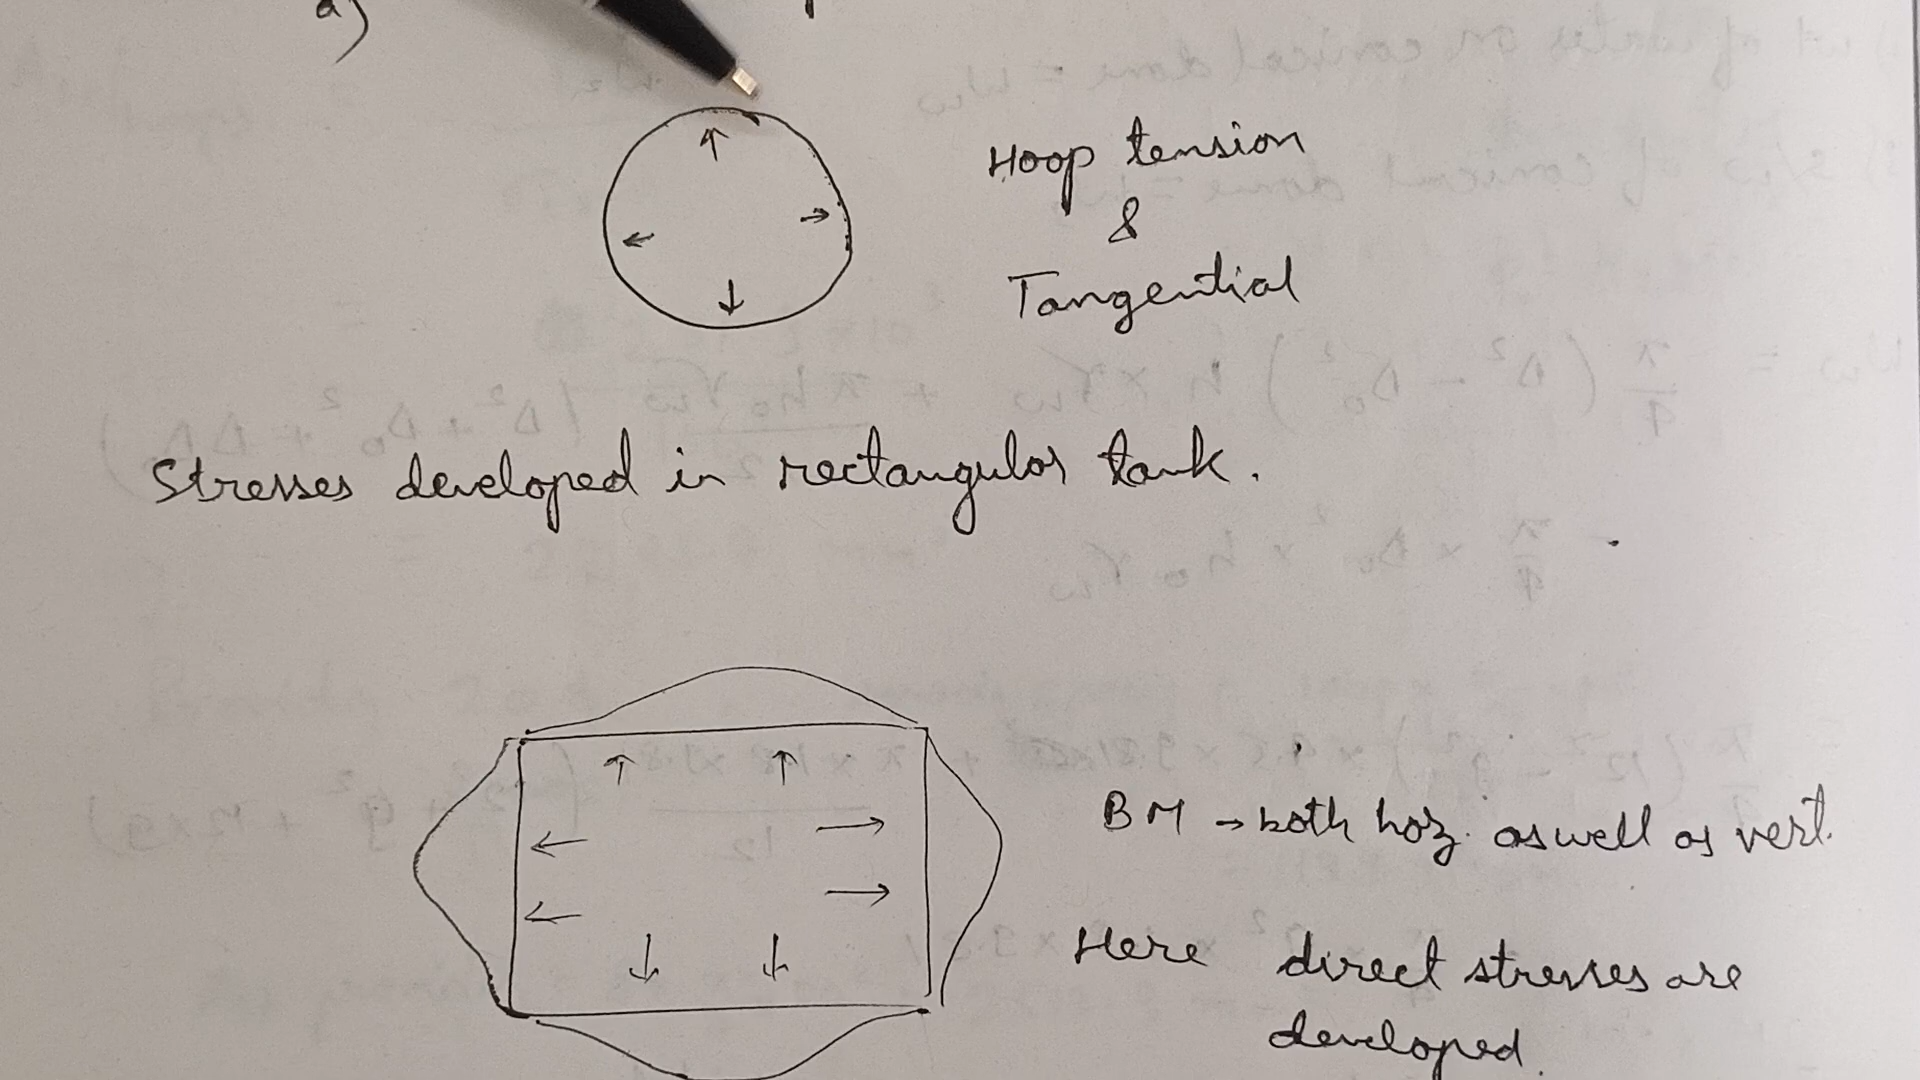 a)
Hoop tension
&
Tangential
Stresses developed in rectangular tank.
BM → both hoz. as well as vert.
Here direct stresses are
developed.